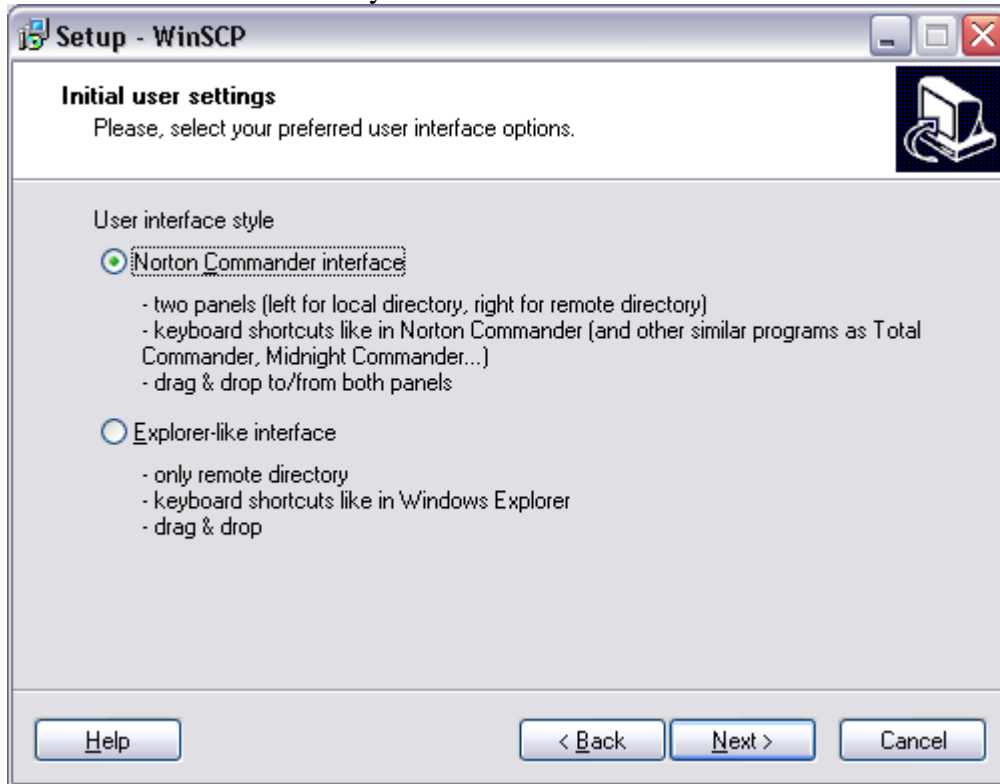 Setup - WinSCP
Initial user settings
Please, select your preferred user interface options.
User interface style
Norton Commander interface
- two panels (left for local directory, right for remote directory)
- keyboard shortcuts like in Norton Commander (and other similar programs as Total
Commander, Midnight Commander...)
- drag & drop to/from both panels
Explorer-like interface
- only remote directory
- keyboard shortcuts like in Windows Explorer
- drag & drop
Help
< Back
Next >
Cancel